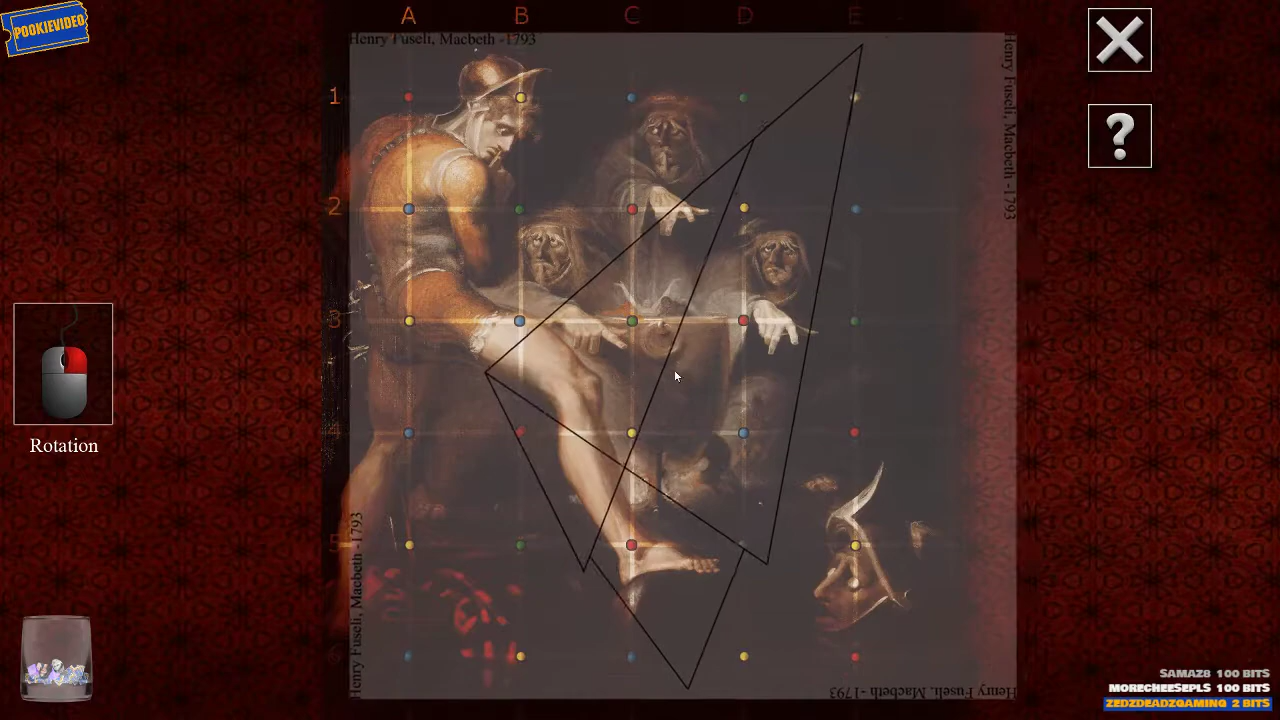 POOKIEVIDEO
A B C D E
Henry Fuseli, Macbeth -1793
Henry Fuseli, Macbeth -1793
1
2
3
4
5
Rotation
Henry Fuseli, Macbeth -1793
Henry Fuseli, Macbeth -1793
SAMAZ8 100 BITS
MORECHEESEPLS 100 BITS
ZEDZDEADZGAMING 2 BITS